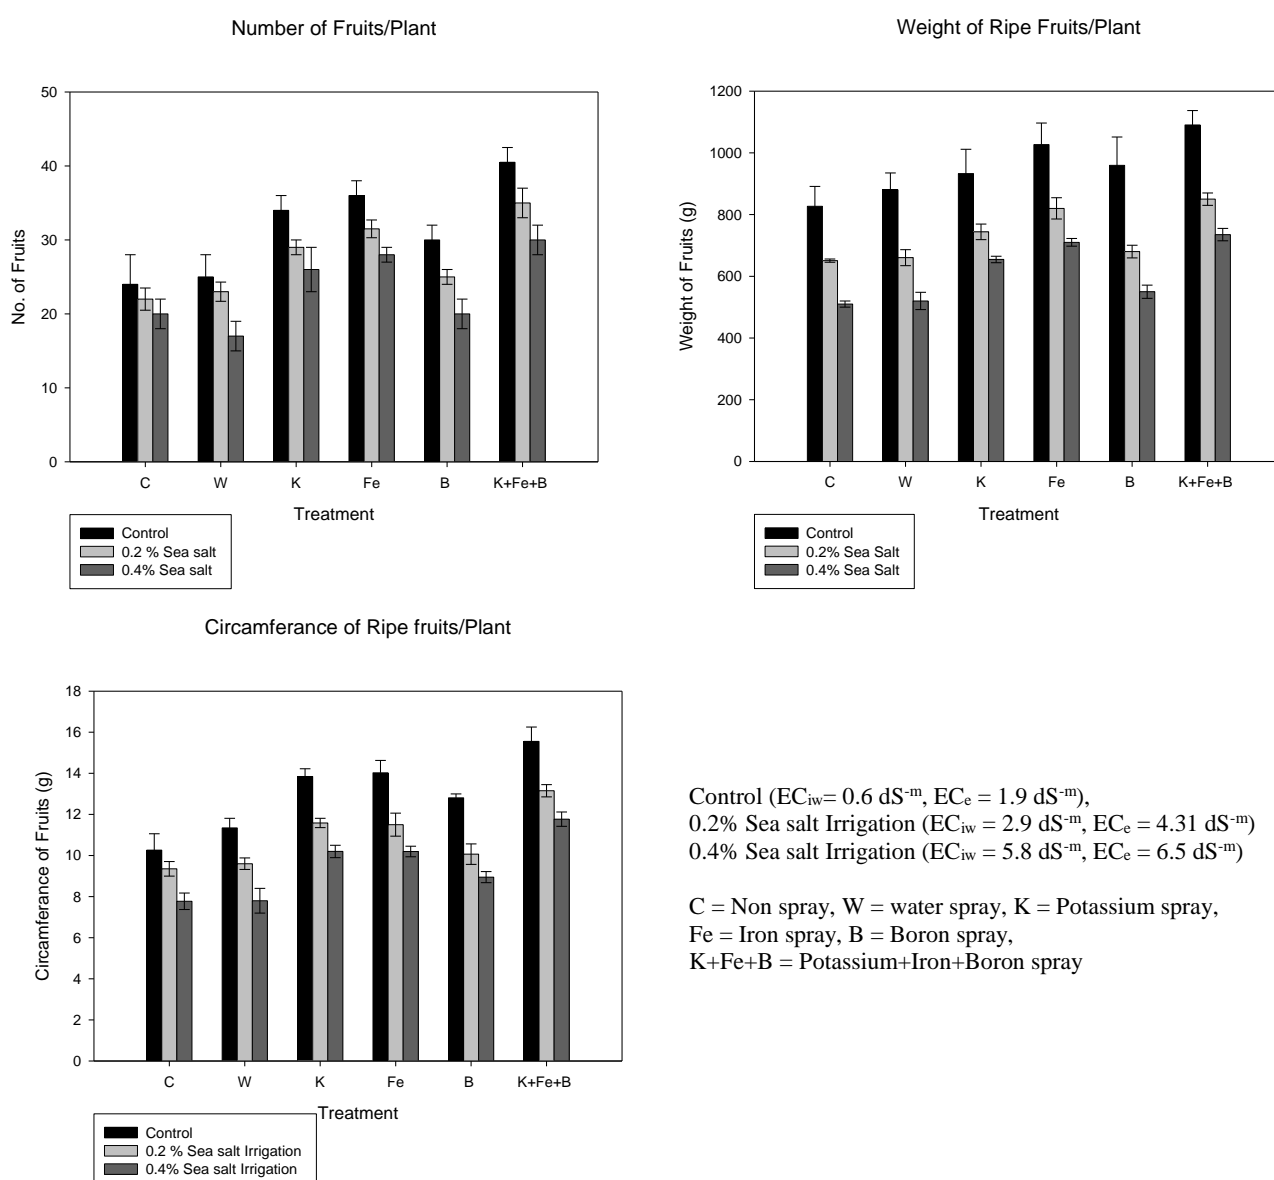 Number of Fruits/Plant
No. of Fruits
50
40
30
20
10
0
C W K Fe B K+Fe+B
Treatment
Control
0.2 % Sea salt
0.4% Sea salt
Weight of Ripe Fruits/Plant
Weight of Fruits (g)
1200
1000
800
600
400
200
0
C W K Fe B K+Fe+B
Treatment
Control
0.2% Sea Salt
0.4% Sea Salt
Circamferance of Ripe fruits/Plant
Circamferance of Fruits (g)
18
16
14
12
10
8
6
4
2
0
C W K Fe B K+Fe+B
Treatment
Control
0.2 % Sea salt Irrigation
0.4% Sea salt Irrigation
Control (ECiw= 0.6 dS-m, ECe = 1.9 dS-m),
0.2% Sea salt Irrigation (ECiw = 2.9 dS-m, ECe = 4.31 dS-m)
0.4% Sea salt Irrigation (ECiw = 5.8 dS-m, ECe = 6.5 dS-m)
C = Non spray, W = water spray, K = Potassium spray,
Fe = Iron spray, B = Boron spray,
K+Fe+B = Potassium+Iron+Boron spray